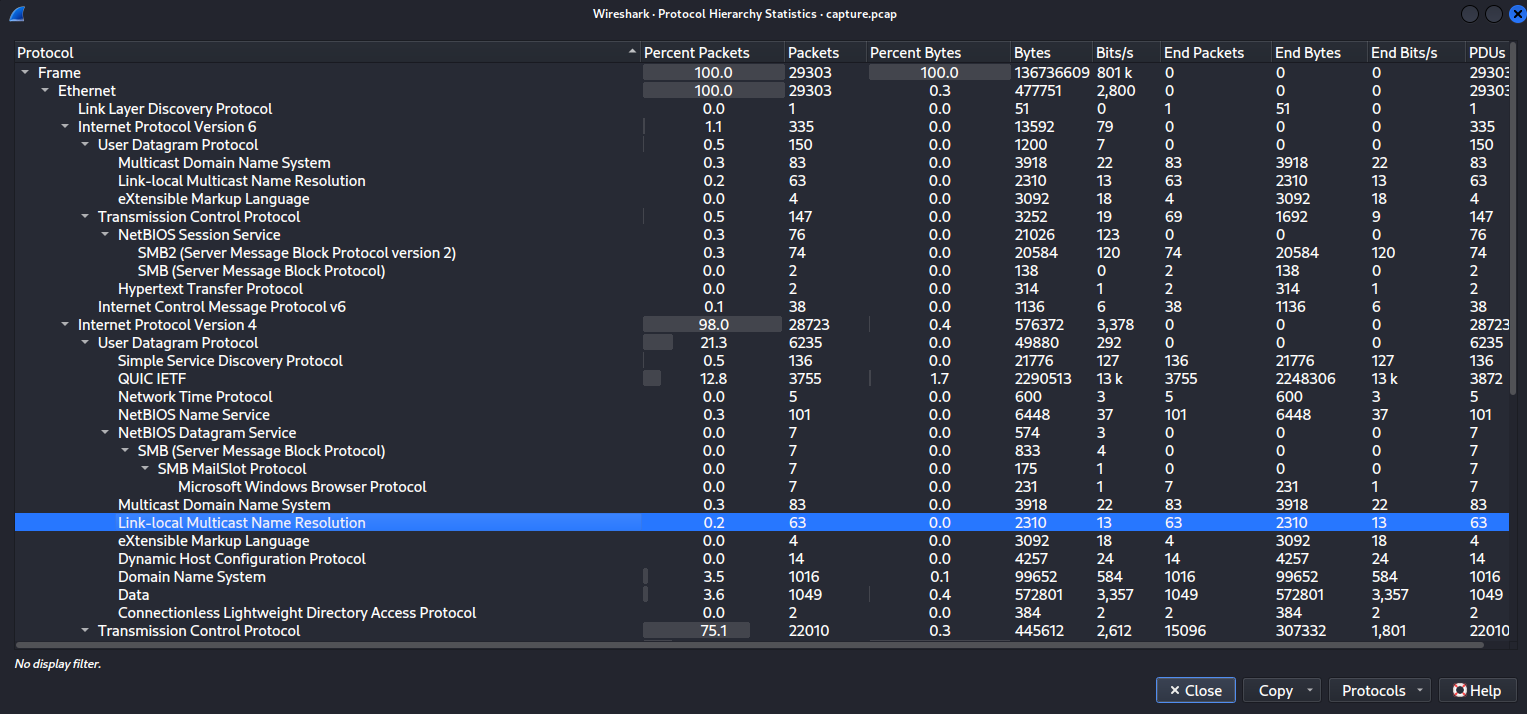 Wireshark · Protocol Hierarchy Statistics · capture.pcap
Protocol Percent Packets Packets Percent Bytes Bytes Bits/s End Packets End Bytes End Bits/s PDUs
Frame 100.0 29303 100.0 136736609 801 k 0 0 0 29303
Ethernet 100.0 29303 0.3 477751 2,800 0 0 0 29303
Link Layer Discovery Protocol 0.0 1 0.0 51 0 1 51 0 1
Internet Protocol Version 6 1.1 335 0.0 13592 79 0 0 0 335
User Datagram Protocol 0.5 150 0.0 1200 7 0 0 0 150
Multicast Domain Name System 0.3 83 0.0 3918 22 83 3918 22 83
Link-local Multicast Name Resolution 0.2 63 0.0 2310 13 63 2310 13 63
eXtensible Markup Language 0.0 4 0.0 3092 18 4 3092 18 4
Transmission Control Protocol 0.5 147 0.0 3252 19 69 1692 9 147
NetBIOS Session Service 0.3 76 0.0 21026 123 0 0 0 76
SMB2 (Server Message Block Protocol version 2) 0.3 74 0.0 20584 120 74 20584 120 74
SMB (Server Message Block Protocol) 0.0 2 0.0 138 0 2 138 0 2
Hypertext Transfer Protocol 0.0 2 0.0 314 1 2 314 1 2
Internet Control Message Protocol v6 0.1 38 0.0 1136 6 38 1136 6 38
Internet Protocol Version 4 98.0 28723 0.4 576372 3,378 0 0 0 28723
User Datagram Protocol 21.3 6235 0.0 49880 292 0 0 0 6235
Simple Service Discovery Protocol 0.5 136 0.0 21776 127 136 21776 127 136
QUIC IETF 12.8 3755 1.7 2290513 13 k 3755 2248306 13 k 3872
Network Time Protocol 0.0 5 0.0 600 3 5 600 3 5
NetBIOS Name Service 0.3 101 0.0 6448 37 101 6448 37 101
NetBIOS Datagram Service 0.0 7 0.0 574 3 0 0 0 7
SMB (Server Message Block Protocol) 0.0 7 0.0 833 4 0 0 0 7
SMB MailSlot Protocol 0.0 7 0.0 175 1 0 0 0 7
Microsoft Windows Browser Protocol 0.0 7 0.0 231 1 7 231 1 7
Multicast Domain Name System 0.3 83 0.0 3918 22 83 3918 22 83
Link-local Multicast Name Resolution 0.2 63 0.0 2310 13 63 2310 13 63
eXtensible Markup Language 0.0 4 0.0 3092 18 4 3092 18 4
Dynamic Host Configuration Protocol 0.0 14 0.0 4257 24 14 4257 24 14
Domain Name System 3.5 1016 0.1 99652 584 1016 99652 584 1016
Data 3.6 1049 0.4 572801 3,357 1049 572801 3,357 1049
Connectionless Lightweight Directory Access Protocol 0.0 2 0.0 384 2 2 384 2 2
Transmission Control Protocol 75.1 22010 0.3 445612 2,612 15096 307332 1,801 22010
No display filter.
Close Copy Protocols Help